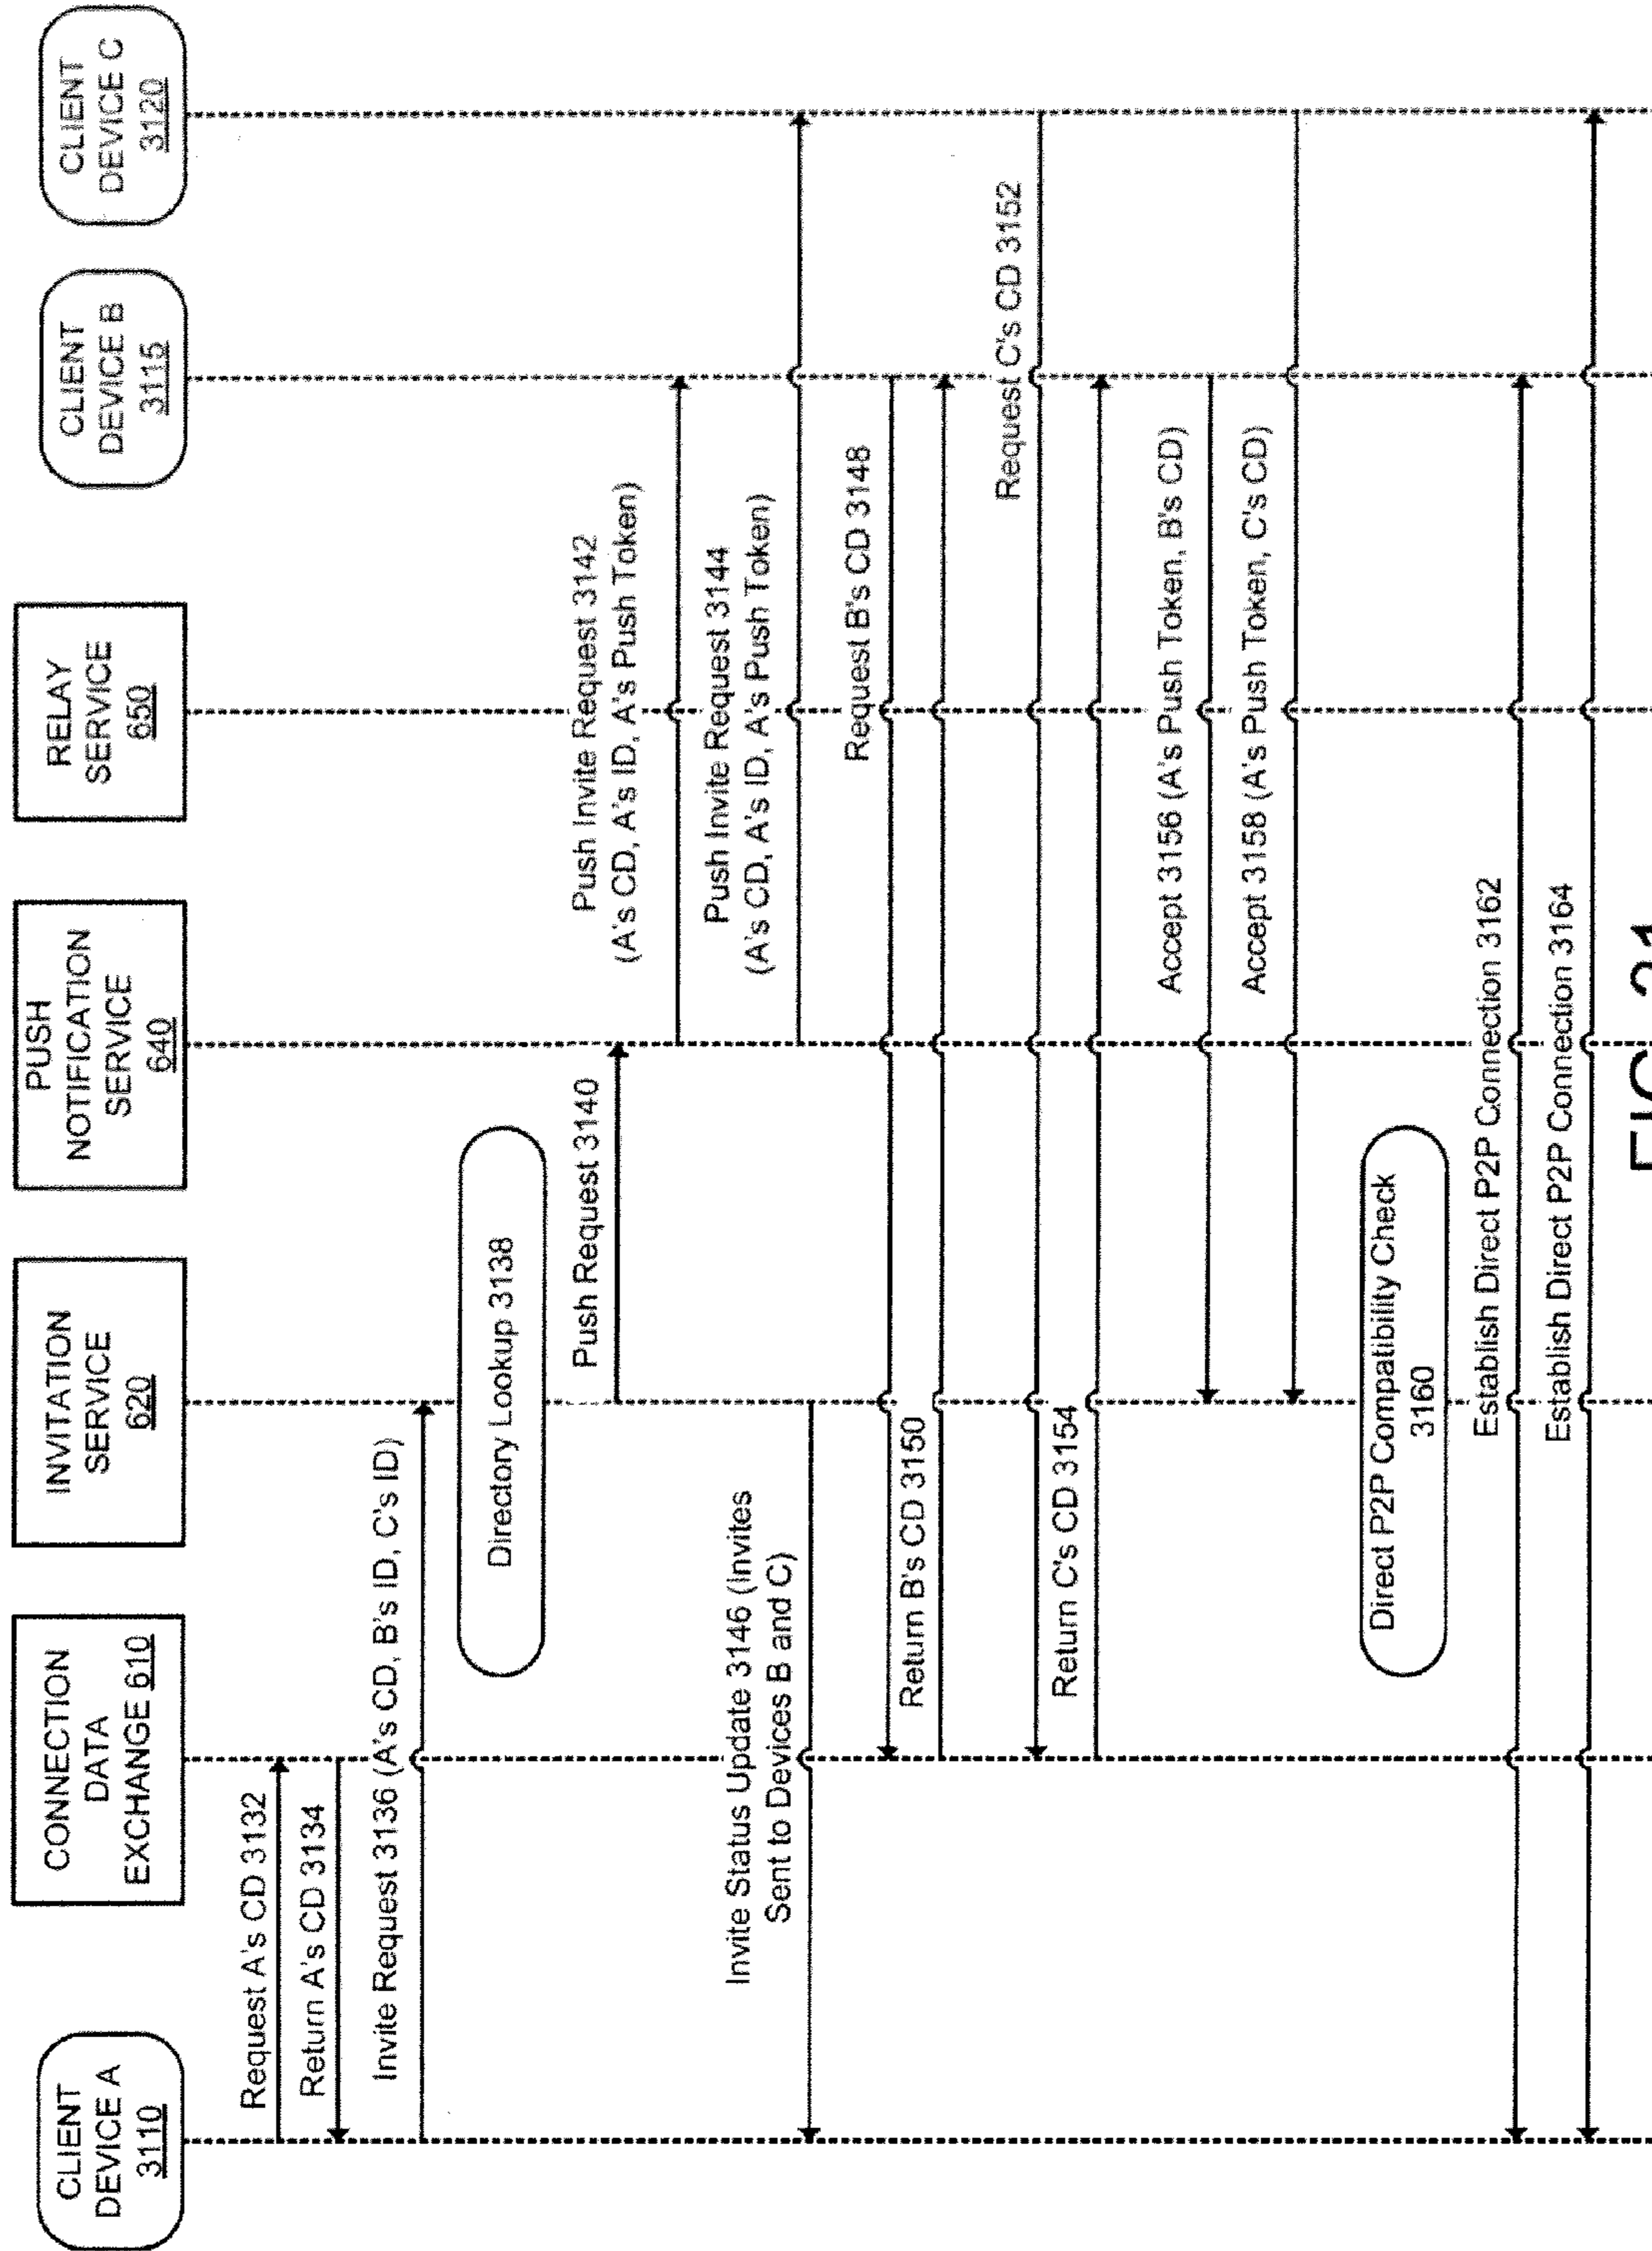 CLIENT
DEVICE A
3110
CONNECTION
DATA
EXCHANGE 610
INVITATION
SERVICE
620
PUSH
NOTIFICATION
SERVICE
640
RELAY
SERVICE
650
CLIENT
DEVICE B
3115
CLIENT
DEVICE C
3120
Request A's CD 3132
Return A's CD 3134
Invite Request 3136 (A's CD, B's ID, C's ID)
Directory Lookup 3138
Push Request 3140
Push Invite Request 3142
(A's CD, A's ID, A's Push Token)
Push Invite Request 3144
(A's CD, A's ID, A's Push Token)
Invite Status Update 3146 (Invites
Sent to Devices B and C)
Request B's CD 3148
Return B's CD 3150
Request C's CD 3152
Return C's CD 3154
Accept 3156 (A's Push Token, B's CD)
Accept 3158 (A's Push Token, C's CD)
Direct P2P Compatibility Check
3160
Establish Direct P2P Connection 3162
Establish Direct P2P Connection 3164